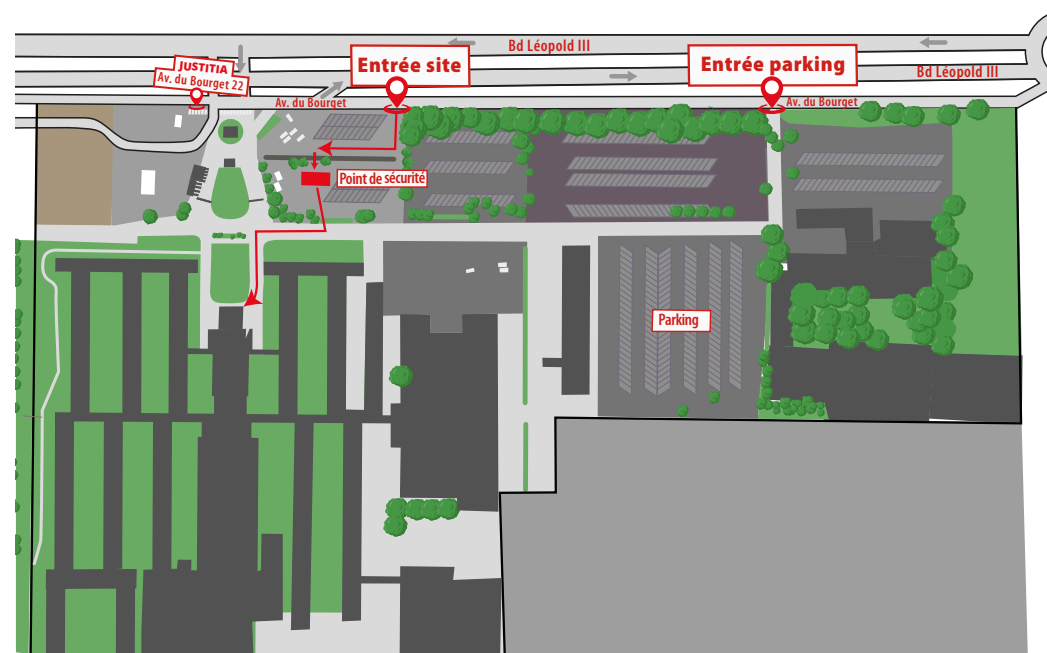 Bd Léopold III
JUSTITIA
Av. du Bourget 22
Entrée site
Entrée parking
Bd Léopold III
Av. du Bourget
Av. du Bourget
Point de sécurité
Parking